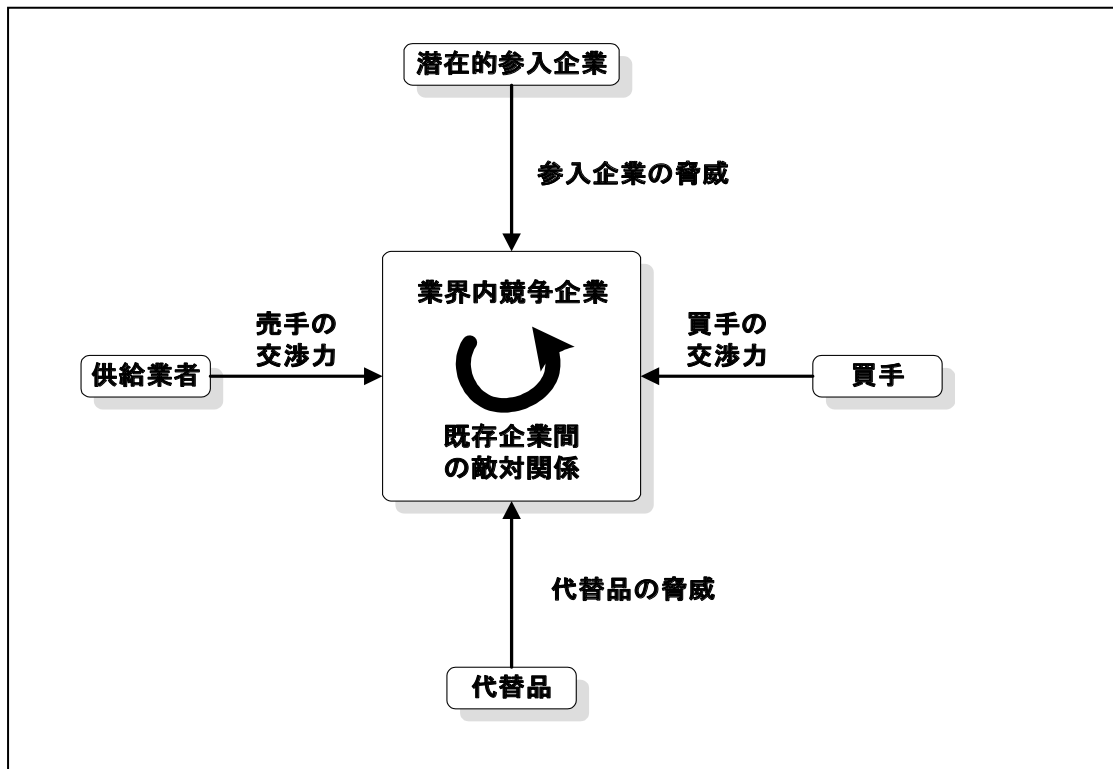 潜在的参入企業
参入企業の脅威
業界内競争企業
売手の
交渉力
買手の
交渉力
供給業者
買手
既存企業間
の敵対関係
代替品の脅威
代替品